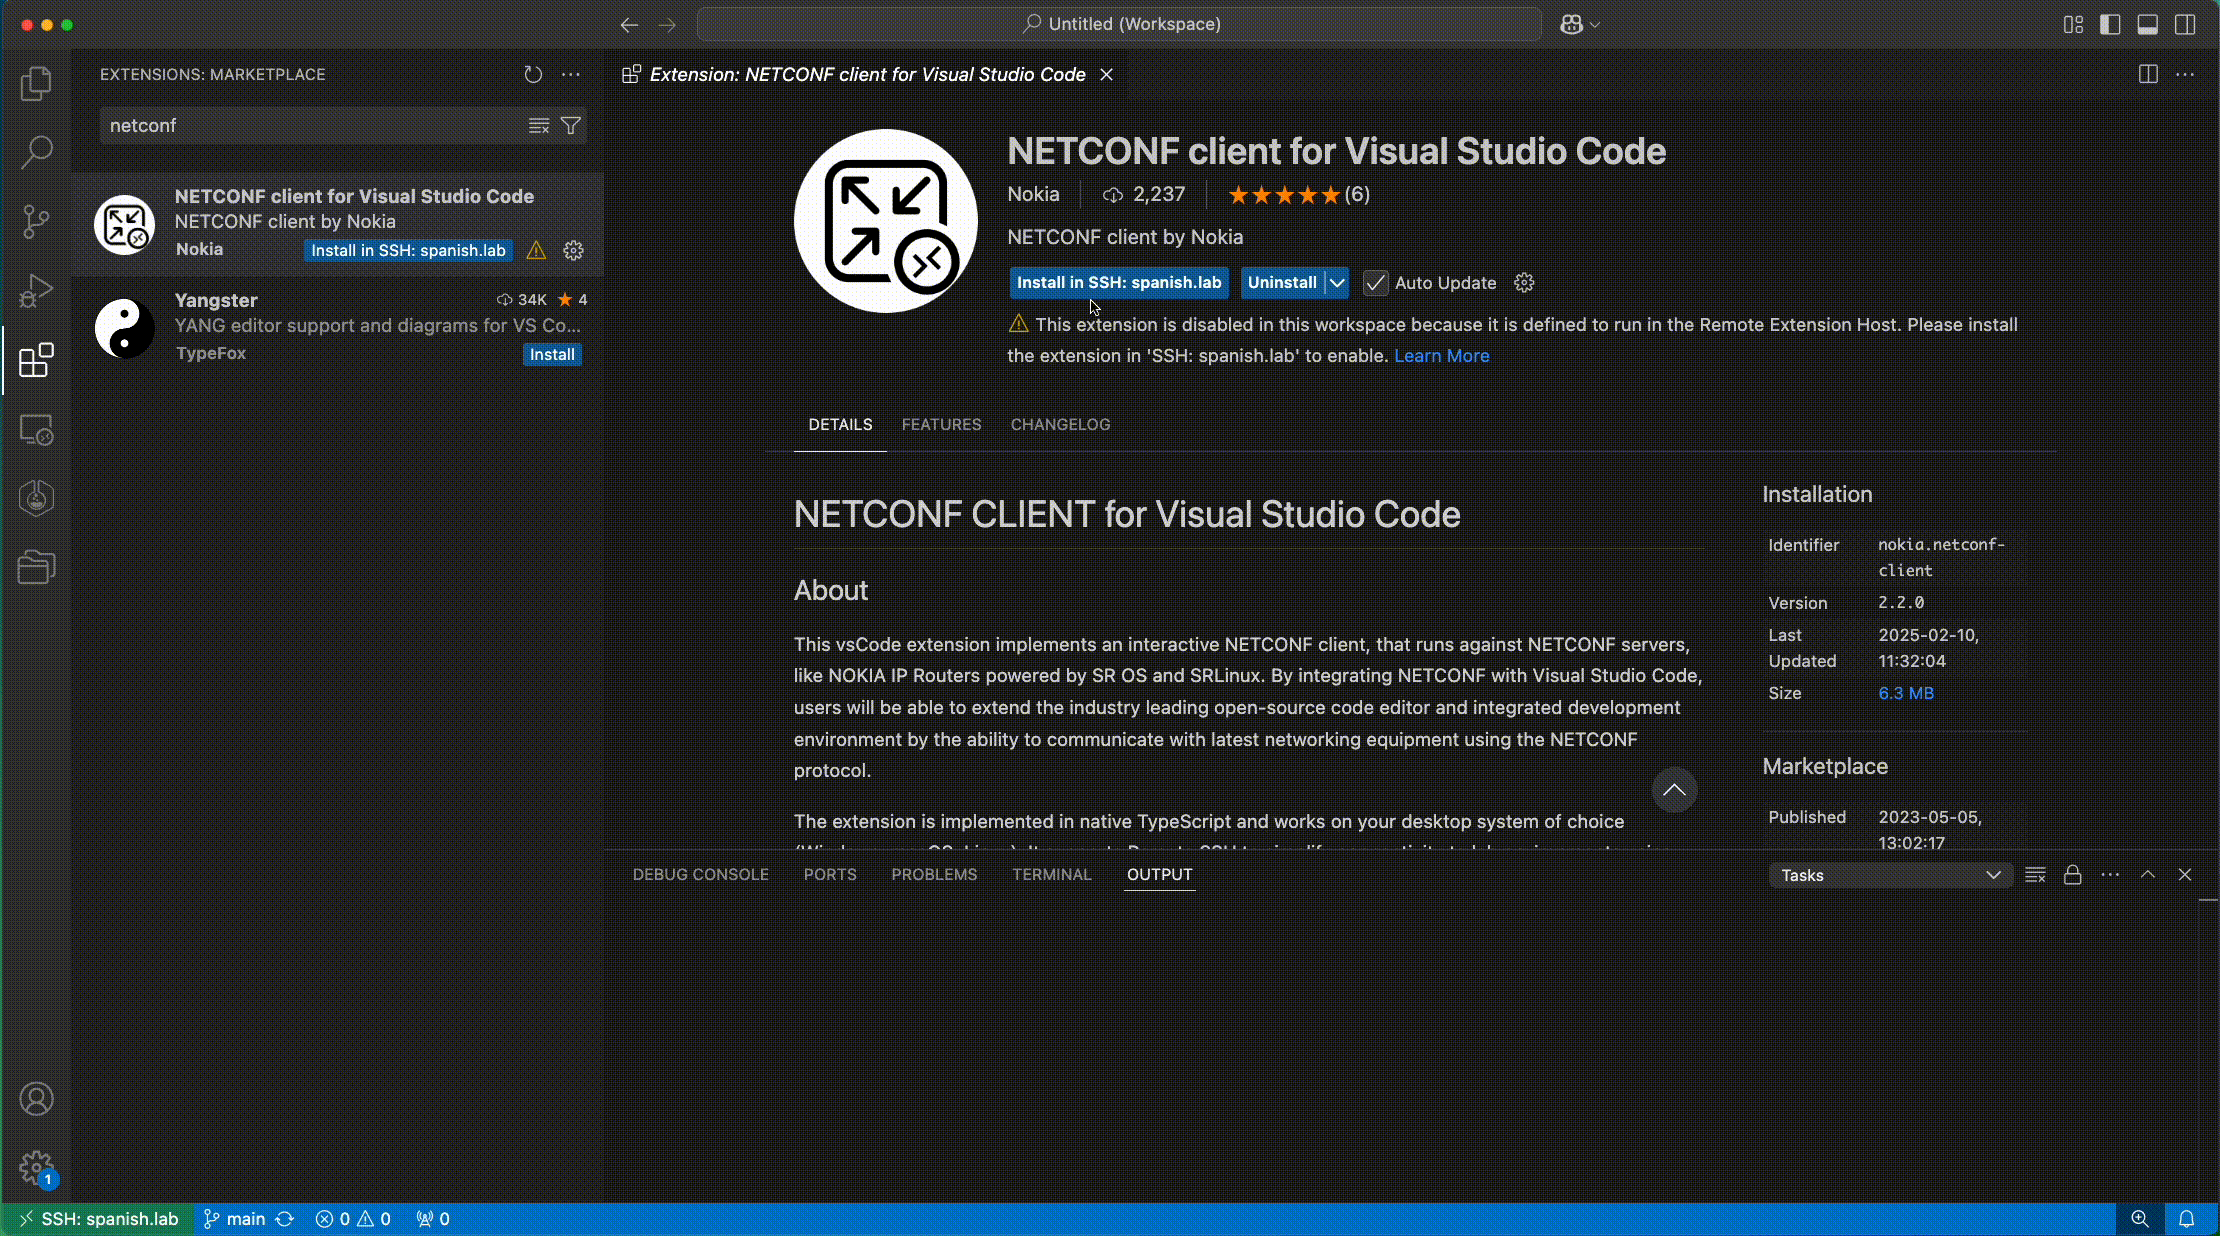 Untitled (Workspace)
EXTENSIONS: MARKETPLACE
netconf
NETCONF client for Visual Studio Code
NETCONF client by Nokia
Nokia
Install in SSH: spanish.lab
Yangster
34K
4
YANG editor support and diagrams for VS Co...
TypeFox
Install
Extension: NETCONF client for Visual Studio Code
NETCONF client for Visual Studio Code
Nokia
2,237
★★★★★(6)
NETCONF client by Nokia
Install in SSH: spanish.lab
Uninstall
Auto Update
This extension is disabled in this workspace because it is defined to run in the Remote Extension Host. Please install
the extension in 'SSH: spanish.lab' to enable. Learn More
DETAILS
FEATURES
CHANGELOG
NETCONF CLIENT for Visual Studio Code
About
This vsCode extension implements an interactive NETCONF client, that runs against NETCONF servers,
like NOKIA IP Routers powered by SR OS and SRLinux. By integrating NETCONF with Visual Studio Code,
users will be able to extend the industry leading open-source code editor and integrated development
environment by the ability to communicate with latest networking equipment using the NETCONF
protocol.
The extension is implemented in native TypeScript and works on your desktop system of choice
Installation
Identifier nokia.netconf-
client
Version 2.2.0
Last 2025-02-10,
Updated 11:32:04
Size 6.3 MB
Marketplace
Published 2023-05-05,
13:02:17
DEBUG CONSOLE
PORTS
PROBLEMS
TERMINAL
OUTPUT
Tasks
1
SSH: spanish.lab
main
0
0
0